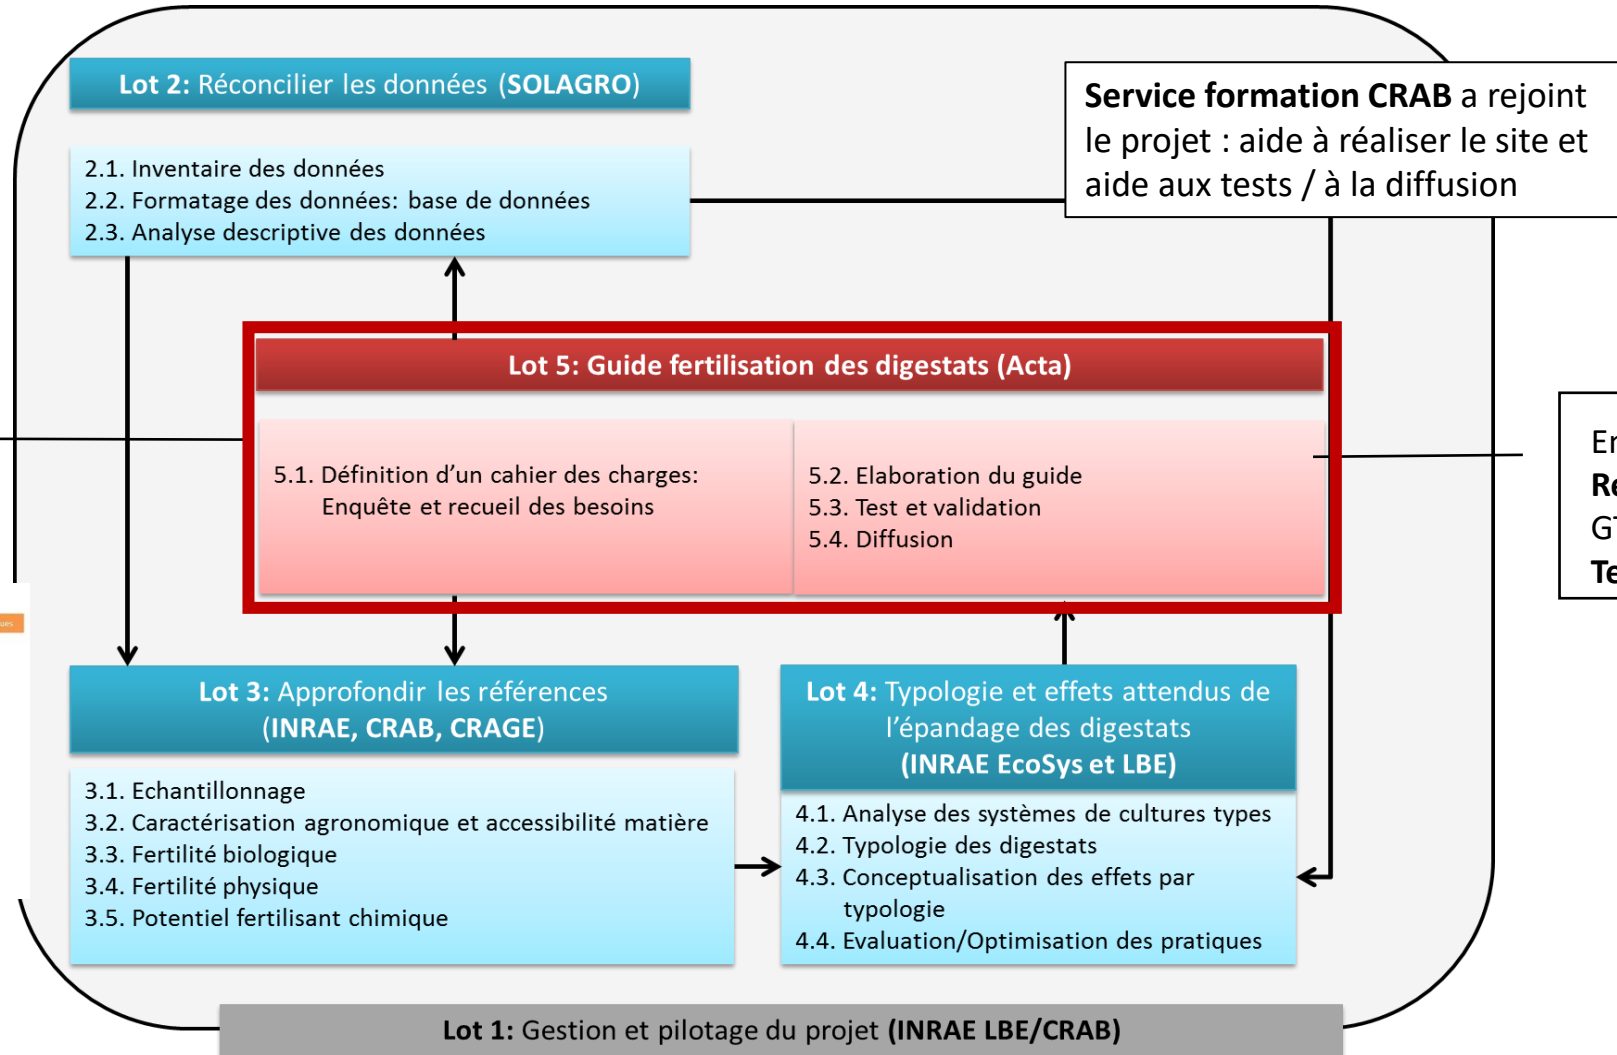 Lot 2: Réconcilier les données (SOLAGRO)
2.1. Inventaire des données
2.2. Formatage des données: base de données
2.3. Analyse descriptive des données
Service formation CRAB a rejoint
le projet : aide à réaliser le site et
aide aux tests / à la diffusion
Lot 5: Guide fertilisation des digestats (Acta)
5.1. Définition d’un cahier des charges:
Enquête et recueil des besoins
5.2. Elaboration du guide
5.3. Test et validation
5.4. Diffusion
Lot 3: Approfondir les références
(INRAE, CRAB, CRAGE)
3.1. Echantillonnage
3.2. Caractérisation agronomique et accessibilité matière
3.3. Fertilité biologique
3.4. Fertilité physique
3.5. Potentiel fertilisant chimique
Lot 4: Typologie et effets attendus de
l’épandage des digestats
(INRAE EcoSys et LBE)
4.1. Analyse des systèmes de cultures types
4.2. Typologie des digestats
4.3. Conceptualisation des effets par
typologie
4.4. Evaluation/Optimisation des pratiques
Lot 1: Gestion et pilotage du projet (INRAE LBE/CRAB)